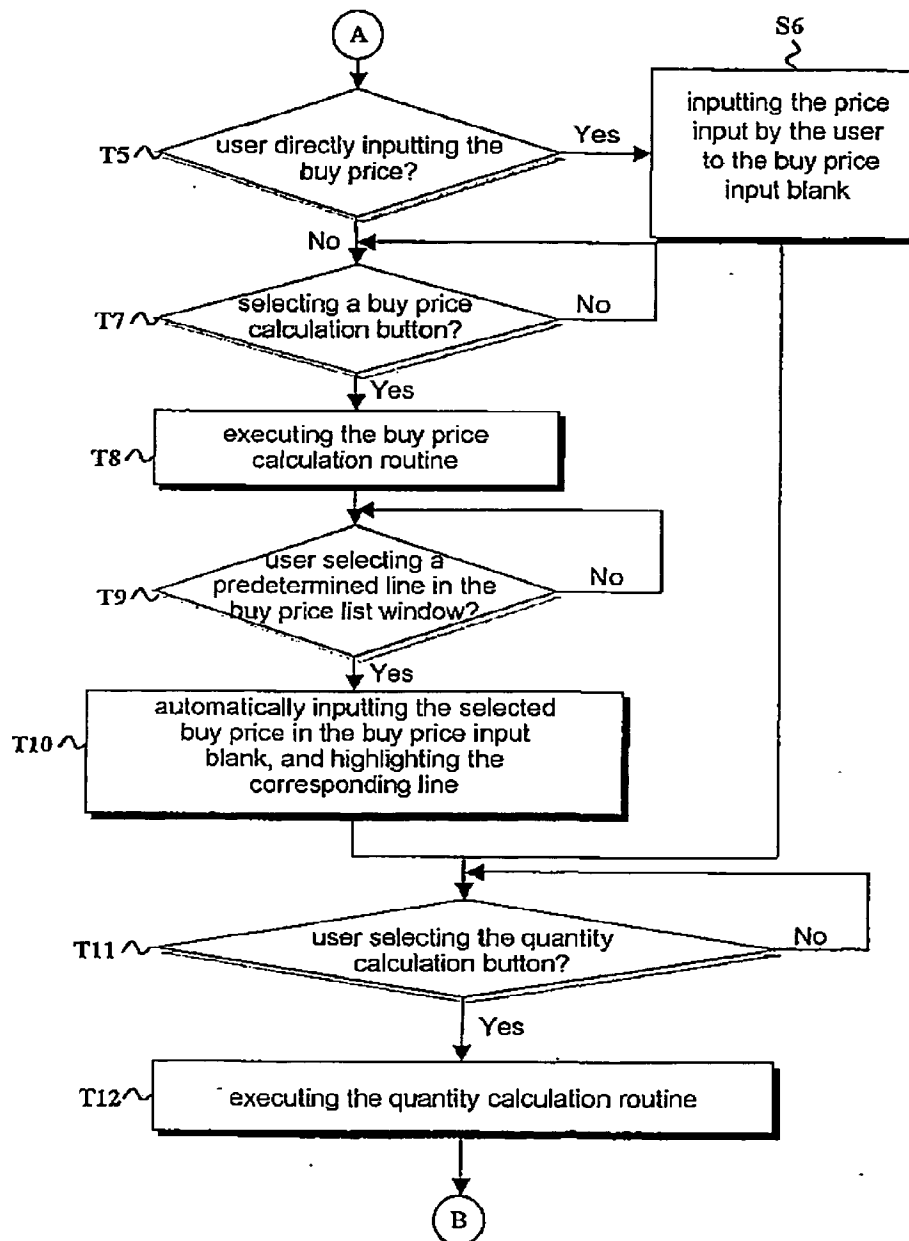 A
S6
T5
user directly inputting the
buy price?
Yes
inputting the price
input by the user
to the buy price
input blank
No
T7
selecting a buy price
calculation button?
No
Yes
T8
executing the buy price
calculation routine
T9
user selecting a
predetermined line in the
buy price list window?
No
Yes
T10
automatically inputting the selected
buy price in the buy price input
blank, and highlighting the
corresponding line
T11
user selecting the quantity
calculation button?
No
Yes
T12
executing the quantity calculation routine
B